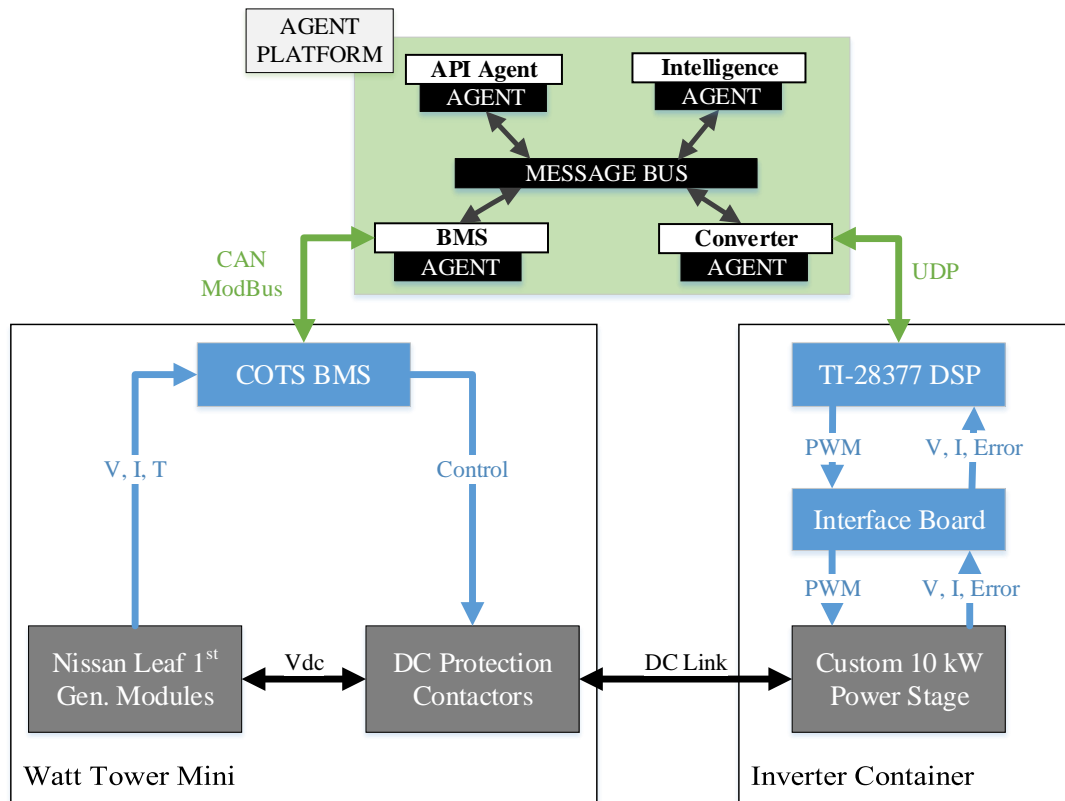 AGENT
PLATFORM
API Agent
AGENT
Intelligence
AGENT
MESSAGE BUS
BMS
AGENT
Converter
AGENT
CAN
ModBus
UDP
COTS BMS
V, I, T
Control
Nissan Leaf 1st
Gen. Modules
Vdc
DC Protection
Contactors
DC Link
Watt Tower Mini
TI-28377 DSP
PWM
V, I, Error
Interface Board
PWM
V, I, Error
Custom 10 kW
Power Stage
Inverter Container